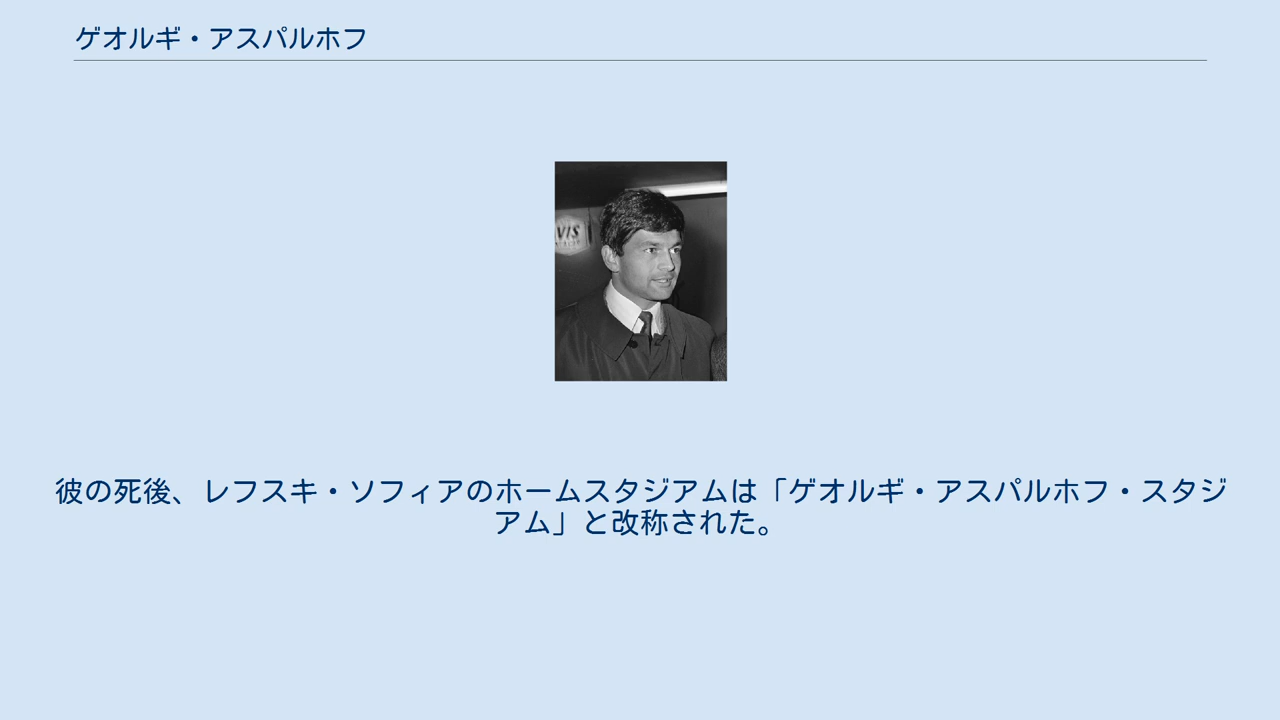 ゲオルギ・アスパルホフ
VIS
彼の死後、レフスキ・ソフィアのホームスタジアムは「ゲオルギ・アスパルホフ・スタジ
アム」と改称された。